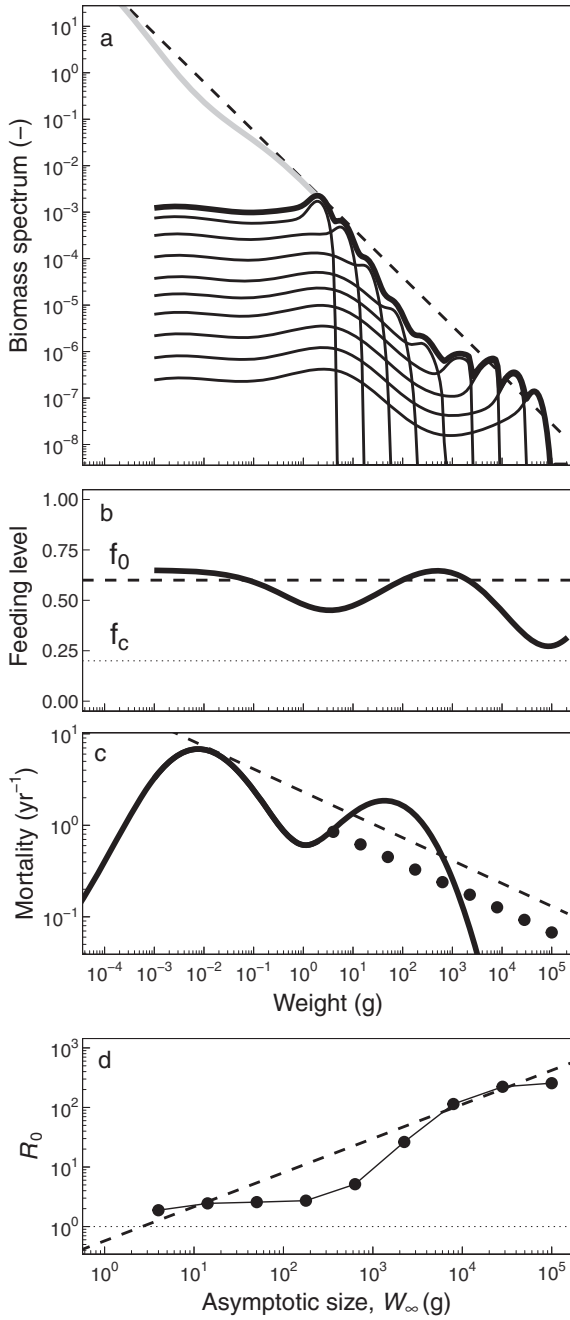 a
10¹
10⁰
10⁻¹
10⁻²
10⁻³
10⁻⁴
10⁻⁵
10⁻⁶
10⁻⁷
10⁻⁸
Biomass spectrum (−)
b
1.00
0.75
0.50
0.25
0.00
Feeding level
f₀
f_c
c
10¹
10⁰
10⁻¹
Mortality (yr⁻¹)
10⁻⁴ 10⁻³ 10⁻² 10⁻¹ 10⁰ 10¹ 10² 10³ 10⁴ 10⁵
Weight (g)
d
10³
10²
10¹
10⁰
R₀
10⁰ 10¹ 10² 10³ 10⁴ 10⁵
Asymptotic size, W∞ (g)